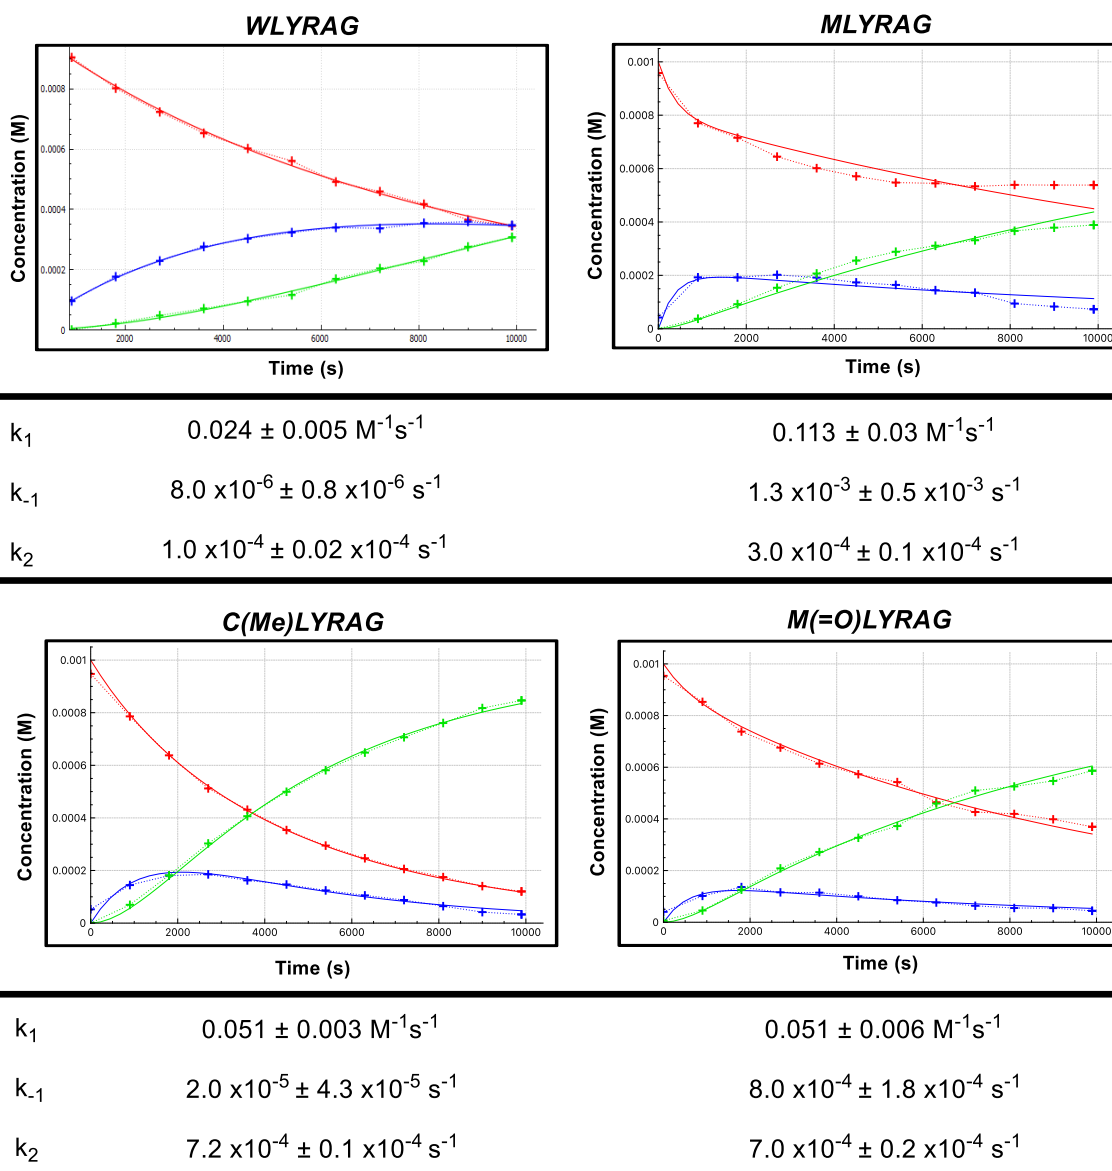 WLYRAG
MLYRAG
Concentration (M)
0.0008
0.0006
0.0004
0.0002
0
2000
4000
6000
8000
10000
Time (s)
Concentration (M)
0.001
0.0008
0.0006
0.0004
0.0002
0
0
2000
4000
6000
8000
10000
Time (s)
k₁ 0.024 ± 0.005 M⁻¹s⁻¹ 0.113 ± 0.03 M⁻¹s⁻¹
k₋₁ 8.0 x10⁻⁶ ± 0.8 x10⁻⁶ s⁻¹ 1.3 x10⁻³ ± 0.5 x10⁻³ s⁻¹
k₂ 1.0 x10⁻⁴ ± 0.02 x10⁻⁴ s⁻¹ 3.0 x10⁻⁴ ± 0.1 x10⁻⁴ s⁻¹
C(Me)LYRAG
M(=O)LYRAG
Concentration (M)
0.001
0.0008
0.0006
0.0004
0.0002
0
0
2000
4000
6000
8000
10000
Time (s)
Concentration (M)
0.001
0.0008
0.0006
0.0004
0.0002
0
0
2000
4000
6000
8000
10000
Time (s)
k₁ 0.051 ± 0.003 M⁻¹s⁻¹ 0.051 ± 0.006 M⁻¹s⁻¹
k₋₁ 2.0 x10⁻⁵ ± 4.3 x10⁻⁵ s⁻¹ 8.0 x10⁻⁴ ± 1.8 x10⁻⁴ s⁻¹
k₂ 7.2 x10⁻⁴ ± 0.1 x10⁻⁴ s⁻¹ 7.0 x10⁻⁴ ± 0.2 x10⁻⁴ s⁻¹